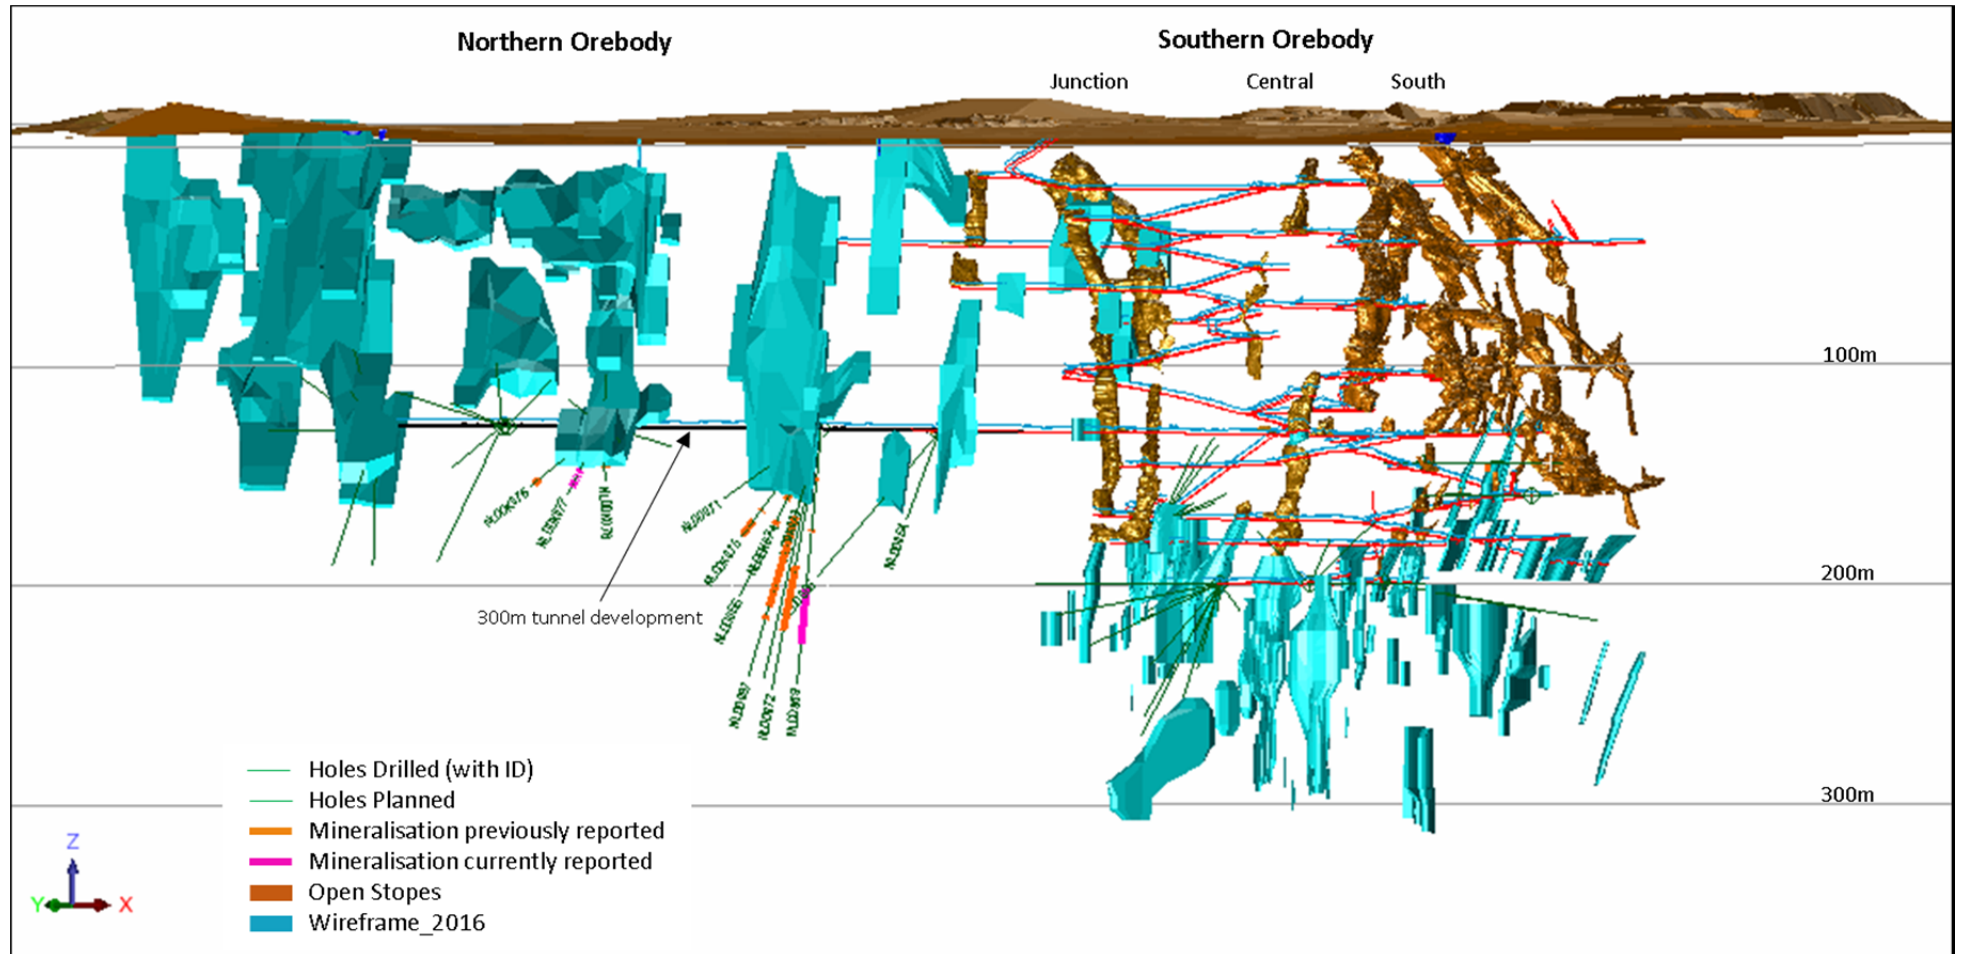 Northern Orebody
Southern Orebody
Junction
Central
South
100m
200m
300m
300m tunnel development
Holes Drilled (with ID)
Holes Planned
Mineralisation previously reported
Mineralisation currently reported
Open Stopes
Wireframe_2016
Z
Y
X